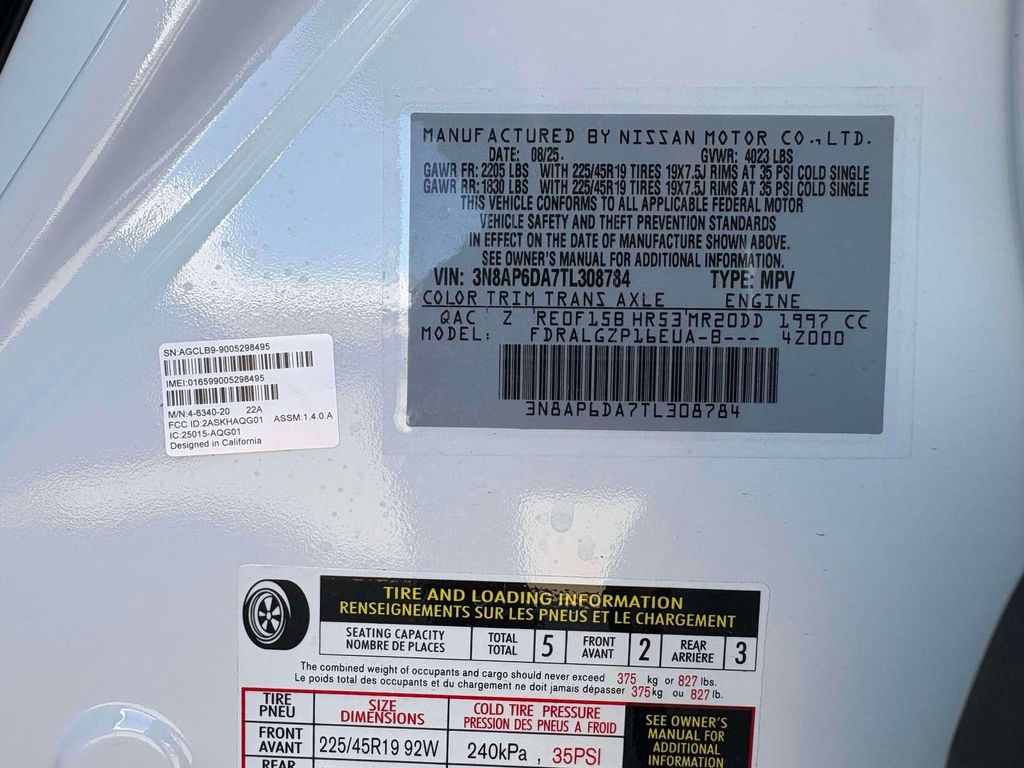 MANUFACTURED BY NISSAN MOTOR CO.,LTD.
DATE: 08/25. GVWR: 4023 LBS
GAWR FR: 2205 LBS WITH 225/45R19 TIRES 19X7.5J RIMS AT 35 PSI COLD SINGLE
GAWR RR: 1830 LBS WITH 225/45R19 TIRES 19X7.5J RIMS AT 35 PSI COLD SINGLE
THIS VEHICLE CONFORMS TO ALL APPLICABLE FEDERAL MOTOR
VEHICLE SAFETY AND THEFT PREVENTION STANDARDS
IN EFFECT ON THE DATE OF MANUFACTURE SHOWN ABOVE.
SEE OWNER'S MANUAL FOR ADDITIONAL INFORMATION.
VIN: 3N8AP6DA7TL308784 TYPE: MPV
COLOR TRIM TRANS AXLE ENGINE
QAC Z RE0F15B HR53 MR20DD 1997 CC
MODEL: FDRALGZP16EUA-B--- 4Z000
3N8AP6DA7TL308784
SN:AGCLB9-9005298495
IMEI:016599005298495
M/N:4-6340-20 22A
FCC ID:2ASKHAQG01 ASSM:1.4.0.A
IC:25015-AQG01
Designed in California
TIRE AND LOADING INFORMATION
RENSEIGNEMENTS SUR LES PNEUS ET LE CHARGEMENT
SEATING CAPACITY TOTAL 5 FRONT 2 REAR 3
NOMBRE DE PLACES TOTAL AVANT ARRIÈRE
The combined weight of occupants and cargo should never exceed 375 kg or 827 lbs.
Le poids total des occupants et du chargement ne doit jamais dépasser 375 kg ou 827 lb.
TIRE SIZE COLD TIRE PRESSURE
PNEU DIMENSIONS PRESSION DES PNEUS A FROID
FRONT 225/45R19 92W 240kPa , 35PSI
AVANT
REAR
SEE OWNER'S
MANUAL FOR
ADDITIONAL
INFORMATION